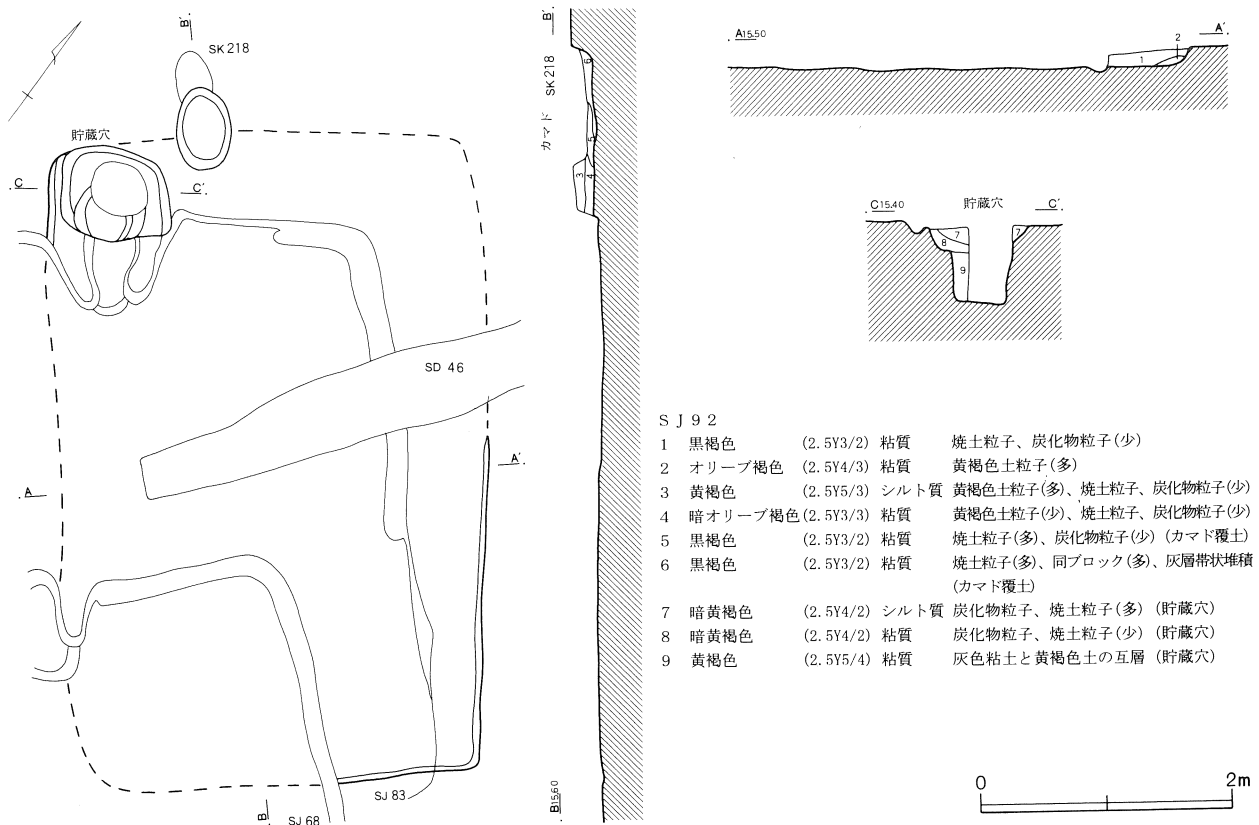 B′
SK 218
貯蔵穴
C
C′
SD 46
A
A′
B
SJ 83
SJ 68
B′
SK 218
カマド
6
5
3
4
B15.60
A15.50
A′
1
2
C15.40
貯蔵穴
C′
7
8
9
7
SJ92
1 黒褐色 (2.5Y3/2) 粘質 焼土粒子、炭化物粒子(少)
2 オリーブ褐色 (2.5Y4/3) 粘質 黄褐色土粒子(多)
3 黄褐色 (2.5Y5/3) シルト質 黄褐色土粒子(多)、焼土粒子、炭化物粒子(少)
4 暗オリーブ褐色 (2.5Y3/3) 粘質 黄褐色土粒子(少)、焼土粒子、炭化物粒子(少)
5 黒褐色 (2.5Y3/2) 粘質 焼土粒子(多)、炭化物粒子(少) (カマド覆土)
6 黒褐色 (2.5Y3/2) 粘質 焼土粒子(多)、同ブロック(多)、灰層帯状堆積
(カマド覆土)
7 暗黄褐色 (2.5Y4/2) シルト質 炭化物粒子、焼土粒子(多) (貯蔵穴)
8 暗黄褐色 (2.5Y4/2) 粘質 炭化物粒子、焼土粒子(少) (貯蔵穴)
9 黄褐色 (2.5Y5/4) 粘質 灰色粘土と黄褐色土の互層 (貯蔵穴)
0 2m